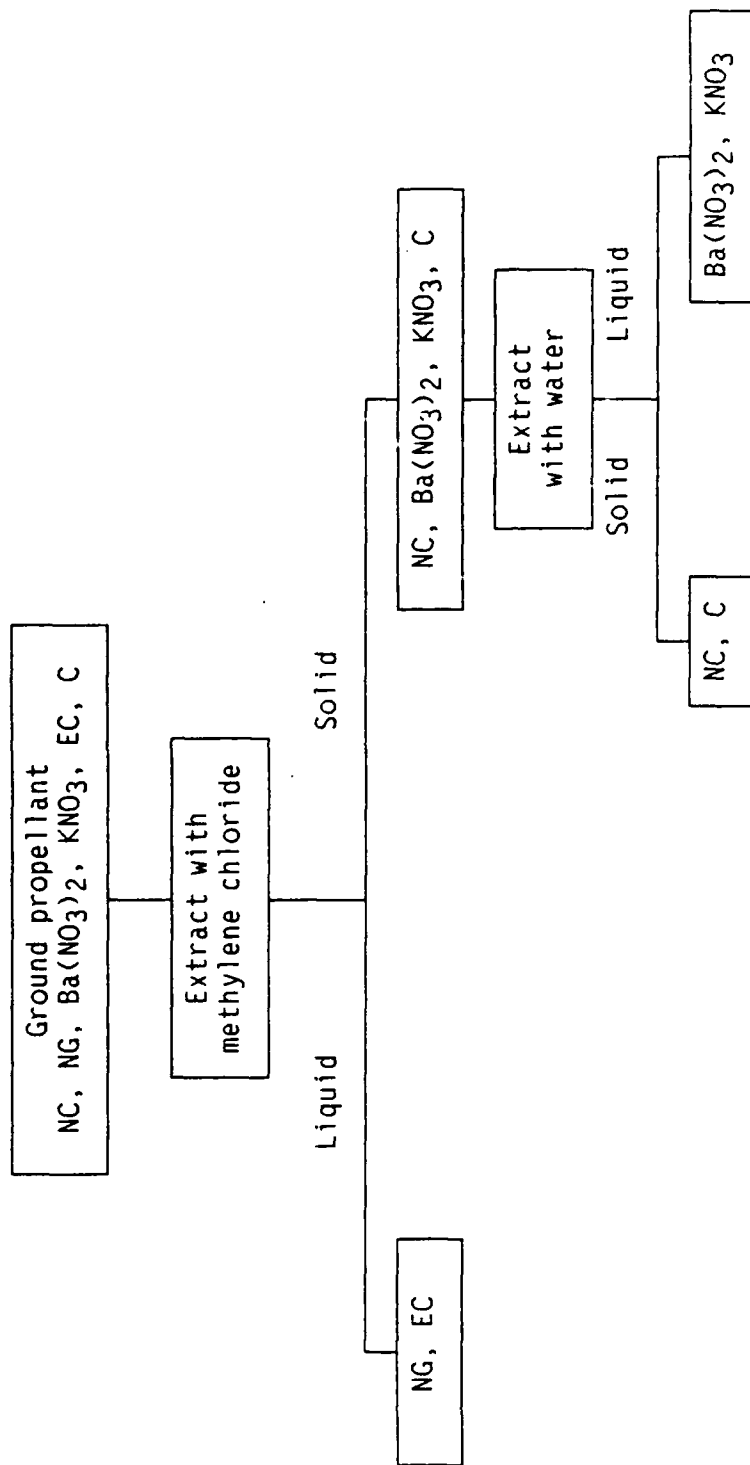 Ground propellant
NC, NG, Ba(NO3)2, KNO3, EC, C
Extract with
methylene chloride
Liquid
Solid
NG, EC
NC, Ba(NO3)2, KNO3, C
Extract
with water
Solid
Liquid
NC, C
Ba(NO3)2, KNO3